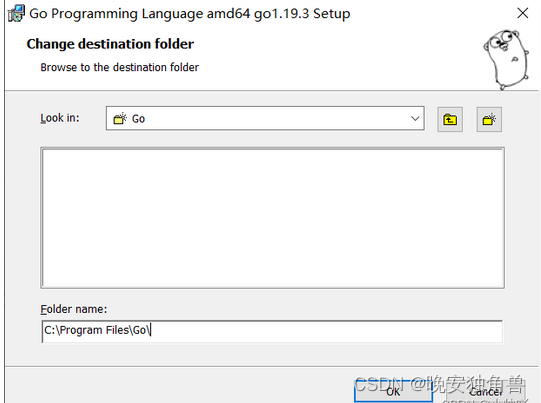 Go Programming Language amd64 go1.19.3 Setup
Change destination folder
Browse to the destination folder
Look in:
Go
Folder name:
C:\Program Files\Go\
OK
Cancel
CSDN @晚安独角兽